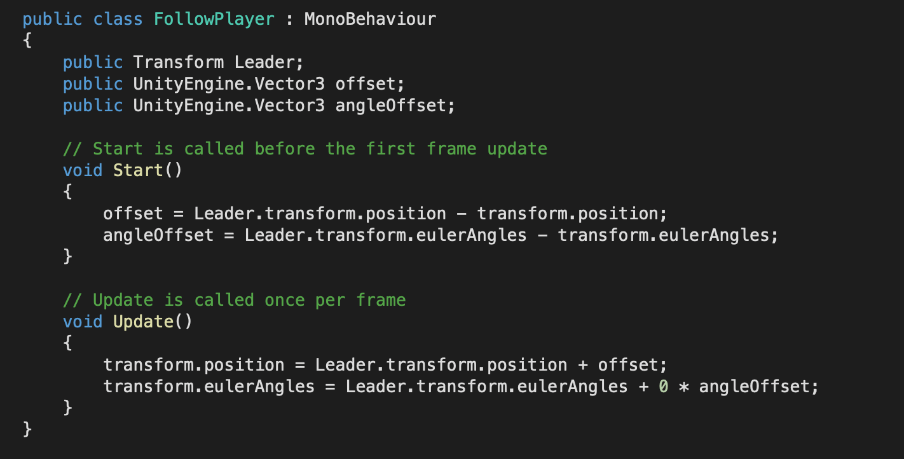 public class FollowPlayer : MonoBehaviour
{
    public Transform Leader;
    public UnityEngine.Vector3 offset;
    public UnityEngine.Vector3 angleOffset;

    // Start is called before the first frame update
    void Start()
    {
        offset = Leader.transform.position – transform.position;
        angleOffset = Leader.transform.eulerAngles – transform.eulerAngles;
    }

    // Update is called once per frame
    void Update()
    {
        transform.position = Leader.transform.position + offset;
        transform.eulerAngles = Leader.transform.eulerAngles + 0 * angleOffset;
    }
}